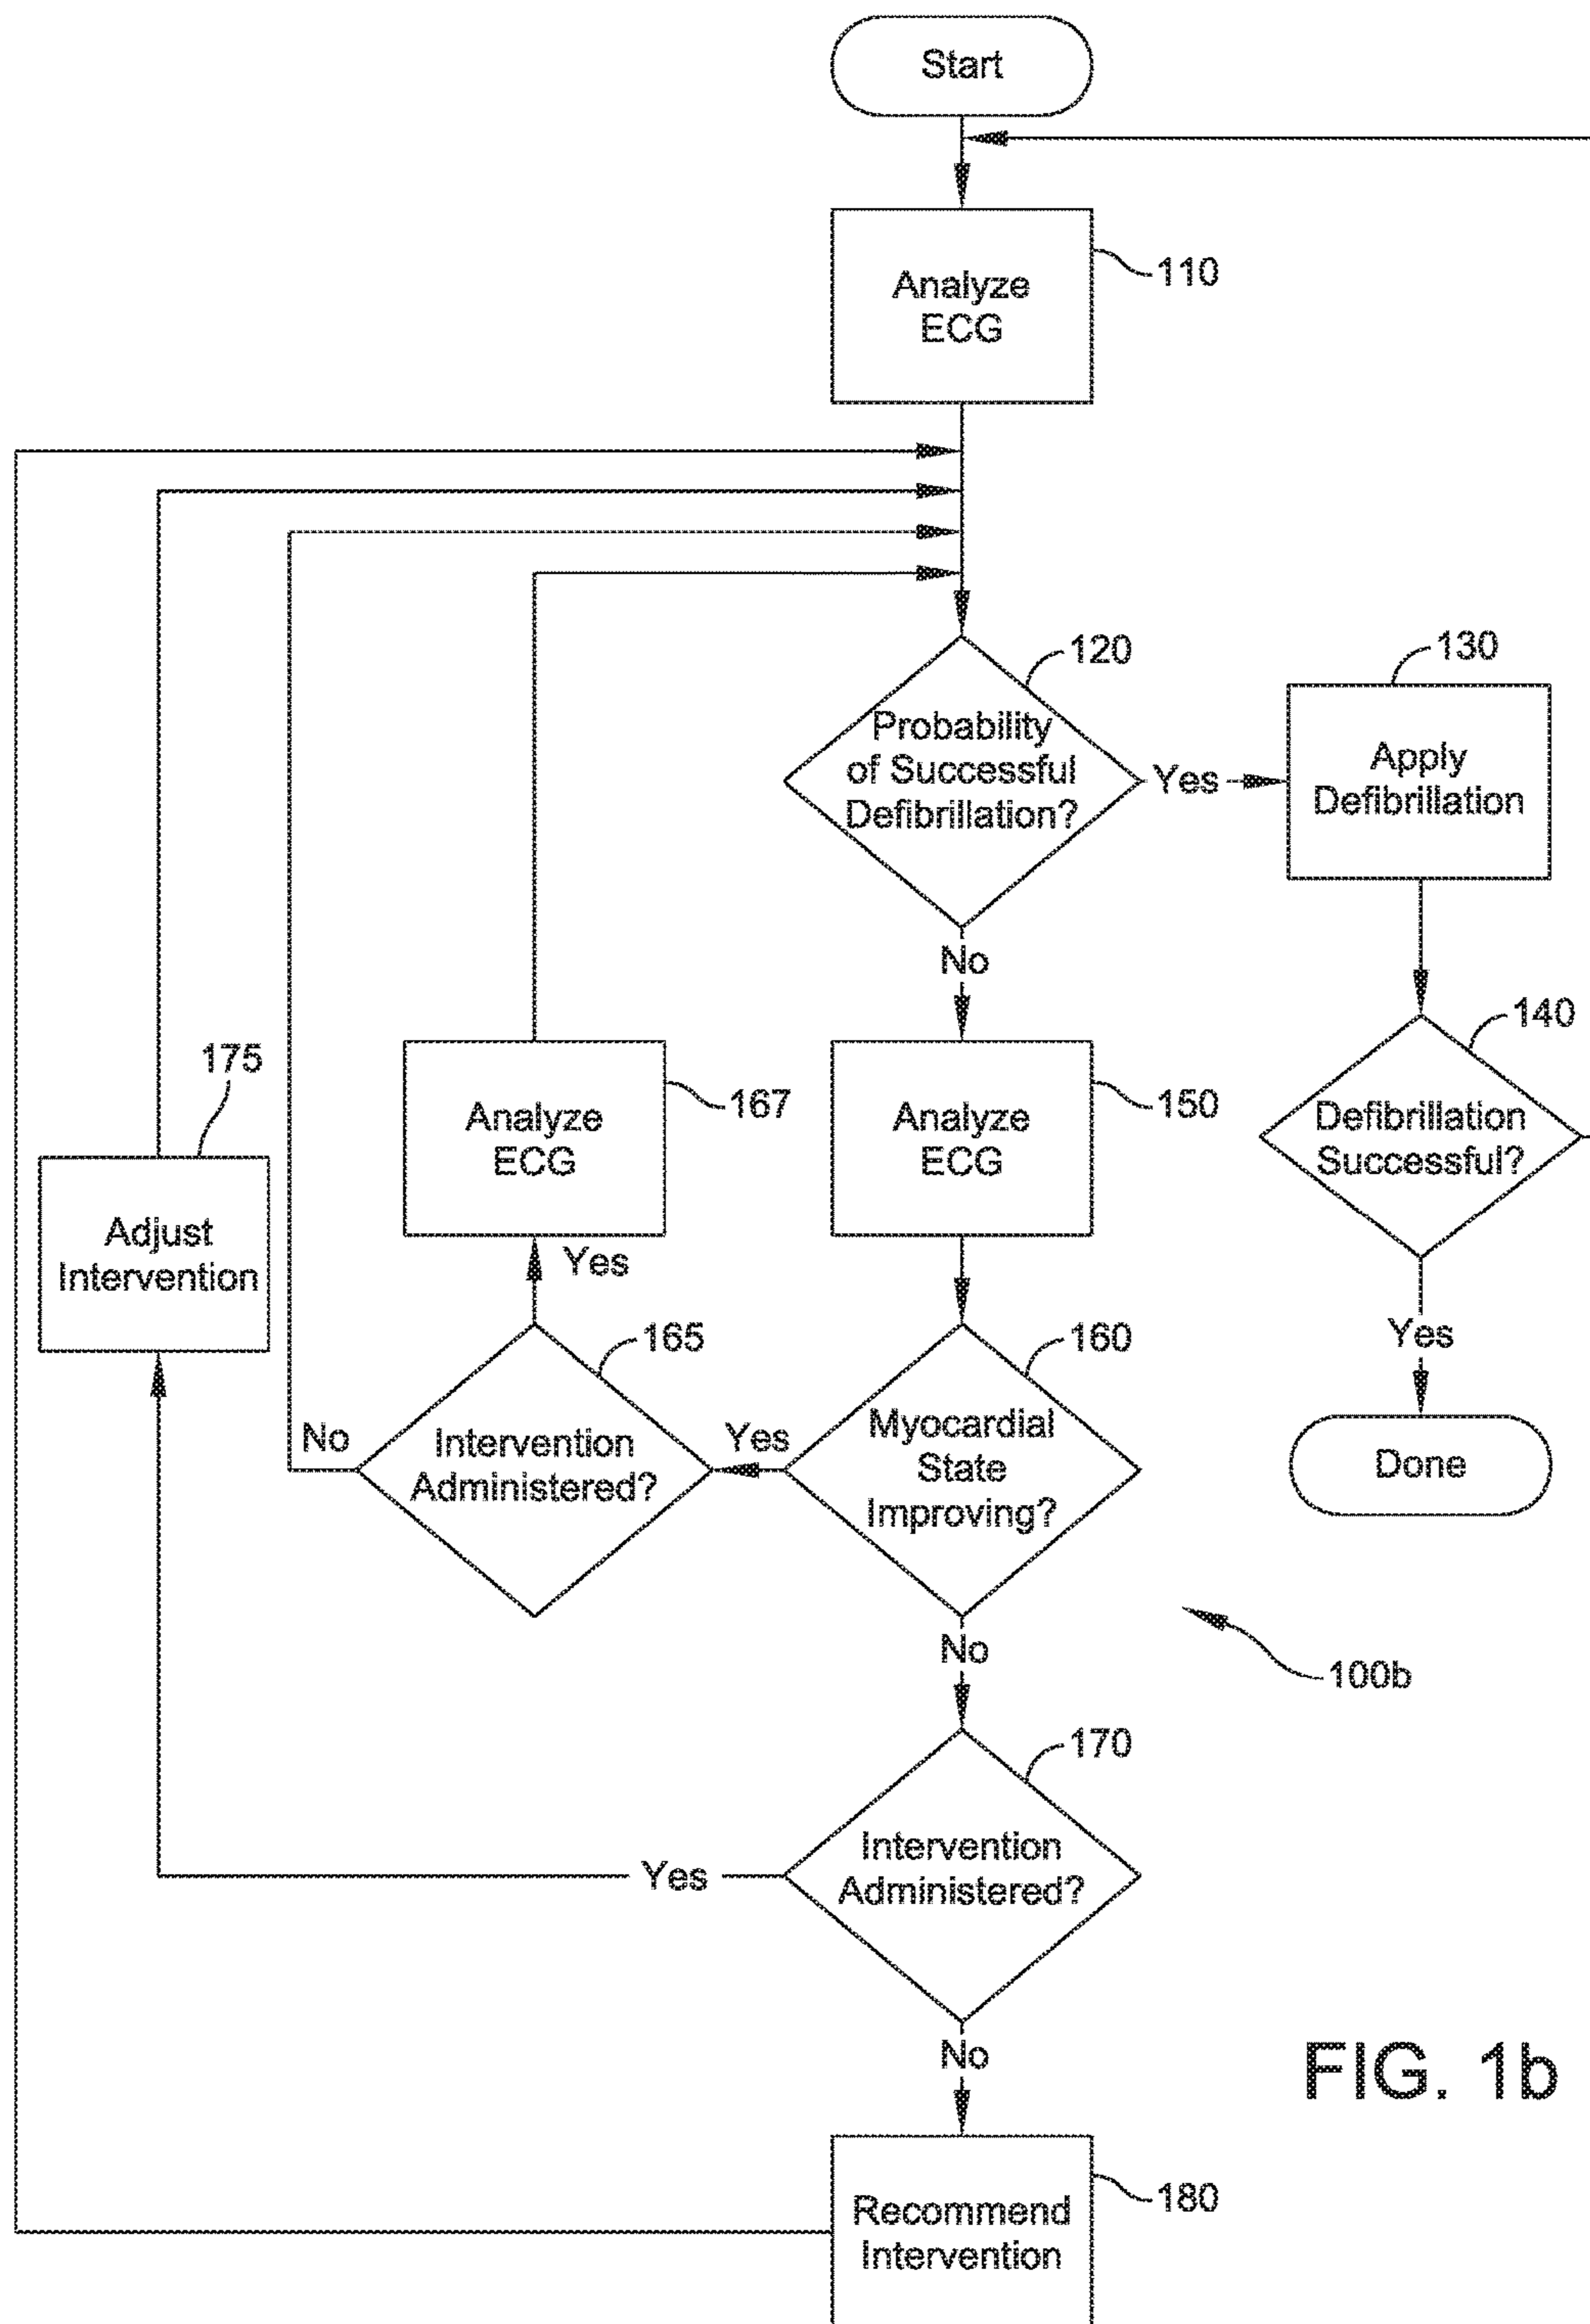 Start
Analyze
ECG
110
120
Probability
of Successful
Defibrillation?
Yes
130
Apply
Defibrillation
No
140
Defibrillation
Successful?
Yes
Done
175
Adjust
Intervention
Analyze
ECG
167
Analyze
ECG
150
Yes
165
Intervention
Administered?
No
Yes
160
Myocardial
State
Improving?
No
100b
170
Intervention
Administered?
Yes
No
180
Recommend
Intervention
FIG. 1b